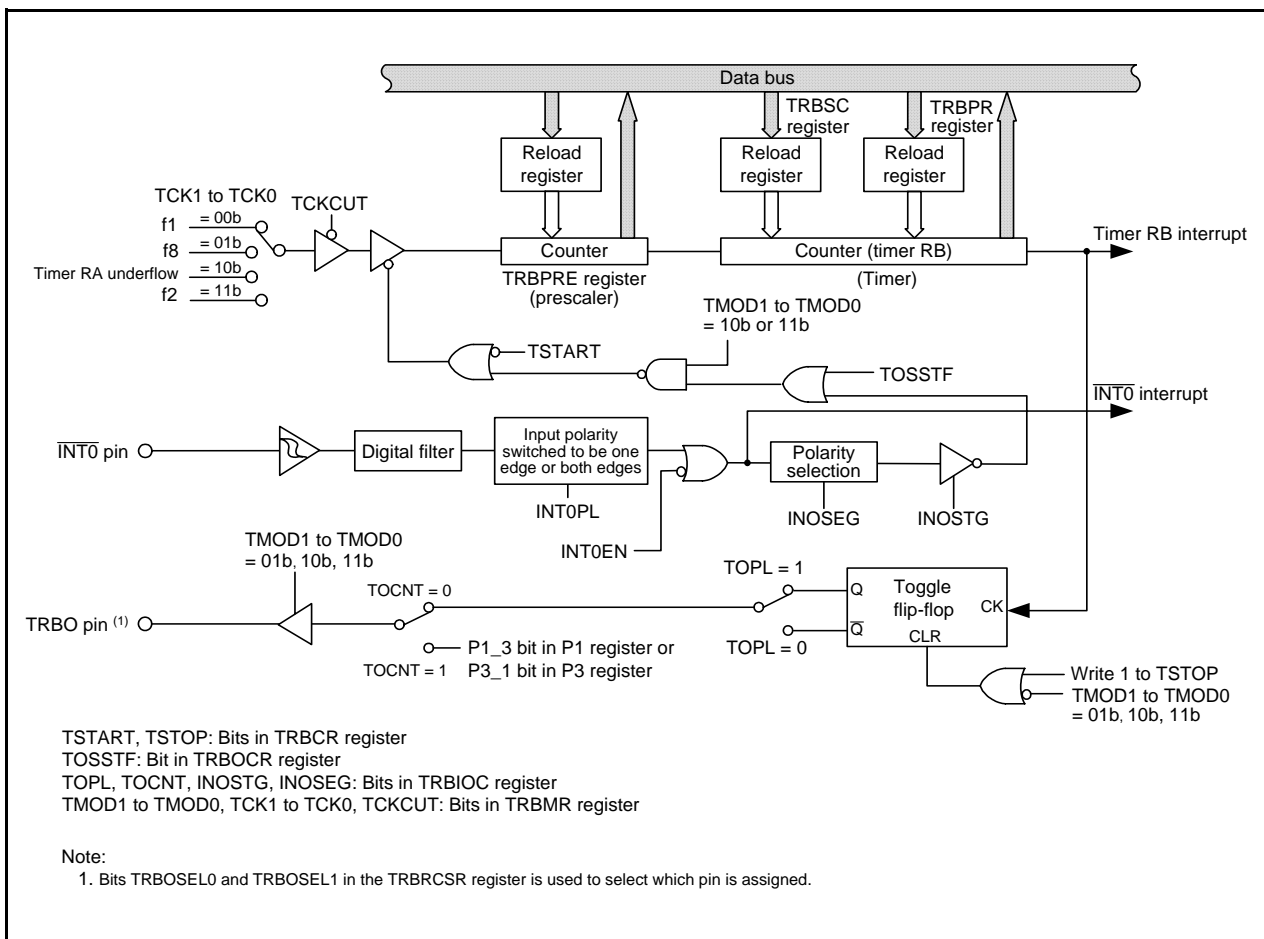 Data bus
TRBSC
register
TRBPR
register
Reload
register
Reload
register
Reload
register
TCK1 to TCK0
f1 = 00b
f8 = 01b
Timer RA underflow = 10b
f2 = 11b
TCKCUT
Counter
TRBPRE register
(prescaler)
Counter (timer RB)
(Timer)
Timer RB interrupt
TMOD1 to TMOD0
= 10b or 11b
TSTART
TOSSTF
INT0 interrupt
INT0 pin
Digital filter
Input polarity
switched to be one
edge or both edges
Polarity
selection
INT0PL
INOSEG
INOSTG
INT0EN
TMOD1 to TMOD0
= 01b, 10b, 11b
TOCNT = 0
TOPL = 1
Q
Toggle
flip-flop
CK
TRBO pin (1)
P1_3 bit in P1 register or
TOCNT = 1 P3_1 bit in P3 register
TOPL = 0
Q
CLR
Write 1 to TSTOP
TMOD1 to TMOD0
= 01b, 10b, 11b
TSTART, TSTOP: Bits in TRBCR register
TOSSTF: Bit in TRBOCR register
TOPL, TOCNT, INOSTG, INOSEG: Bits in TRBIOC register
TMOD1 to TMOD0, TCK1 to TCK0, TCKCUT: Bits in TRBMR register
Note:
1. Bits TRBOSEL0 and TRBOSEL1 in the TRBRCSR register is used to select which pin is assigned.